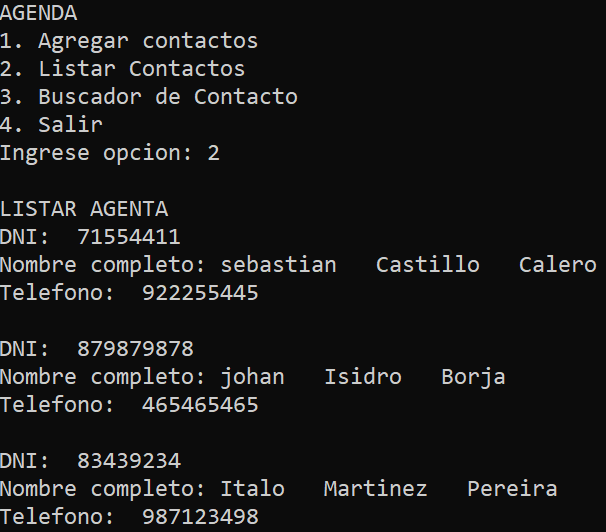 AGENDA
1. Agregar contactos
2. Listar Contactos
3. Buscador de Contacto
4. Salir
Ingrese opcion: 2
LISTAR AGENTA
DNI:  71554411
Nombre completo: sebastian   Castillo   Calero
Telefono:  922255445
DNI:  879879878
Nombre completo: johan   Isidro   Borja
Telefono:  465465465
DNI:  83439234
Nombre completo: Italo   Martinez   Pereira
Telefono:  987123498